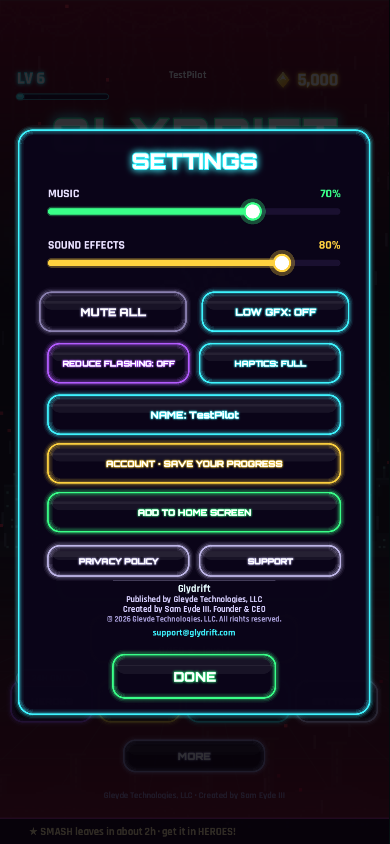 LV 6
TestPilot
5,000
GLYDRIFT
SETTINGS
MUSIC
70%
SOUND EFFECTS
80%
MUTE ALL
LOW GFX: OFF
REDUCE FLASHING: OFF
HAPTICS: FULL
NAME: TestPilot
ACCOUNT · SAVE YOUR PROGRESS
ADD TO HOME SCREEN
PRIVACY POLICY
SUPPORT
Glydrift
Published by Gleyde Technologies, LLC
Created by Sam Eyde III, Founder & CEO
© 2026 Gleyde Technologies, LLC. All rights reserved.
support@glydrift.com
DONE
MORE
Gleyde Technologies, LLC · Created by Sam Eyde III
★ SMASH leaves in about 2h · get it in HEROES!